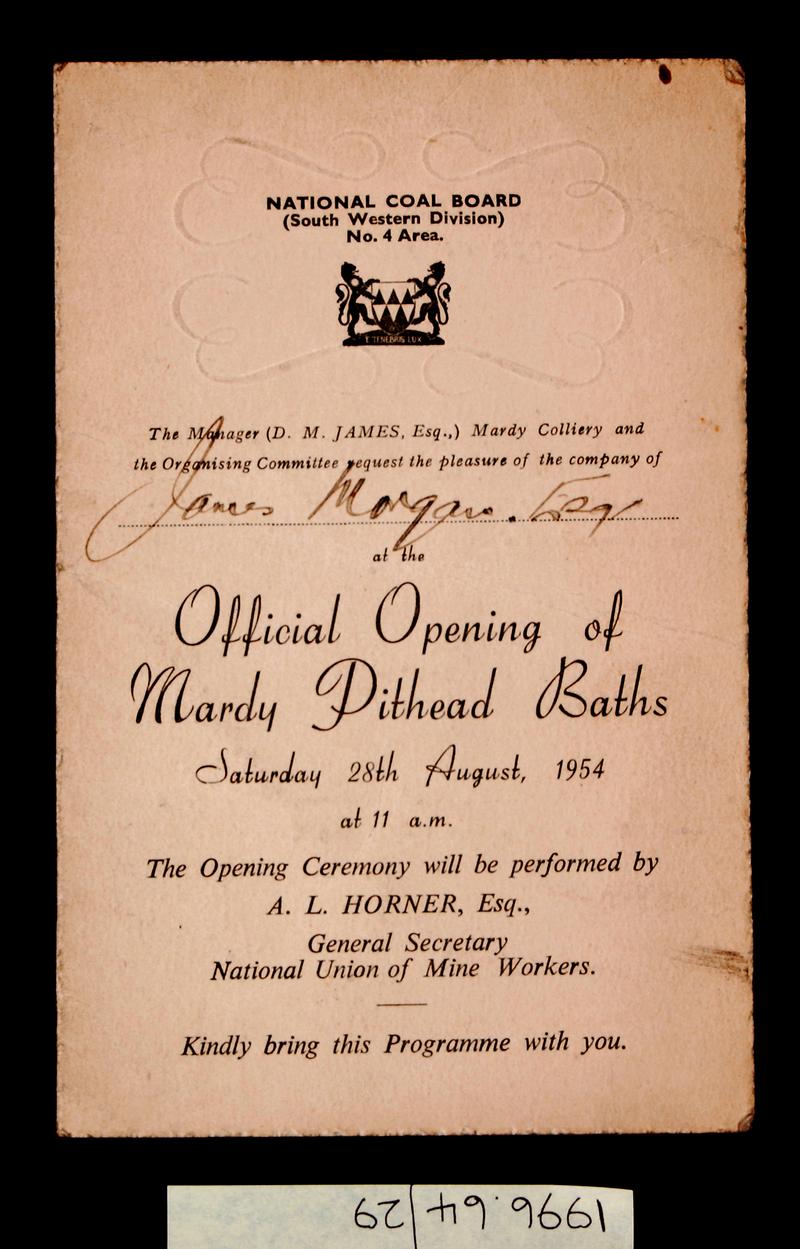 NATIONAL COAL BOARD
(South Western Division)
No. 4 Area.
E TENEBRIS LUX
The Manager (D. M. JAMES, Esq.,) Mardy Colliery and
the Organising Committee request the pleasure of the company of
James Morgan. Esq
at the
Official Opening of
Mardy Pithead Baths
Saturday 28th August, 1954
at 11 a.m.
The Opening Ceremony will be performed by
A. L. HORNER, Esq.,
General Secretary
National Union of Mine Workers.
Kindly bring this Programme with you.
1996.64/29